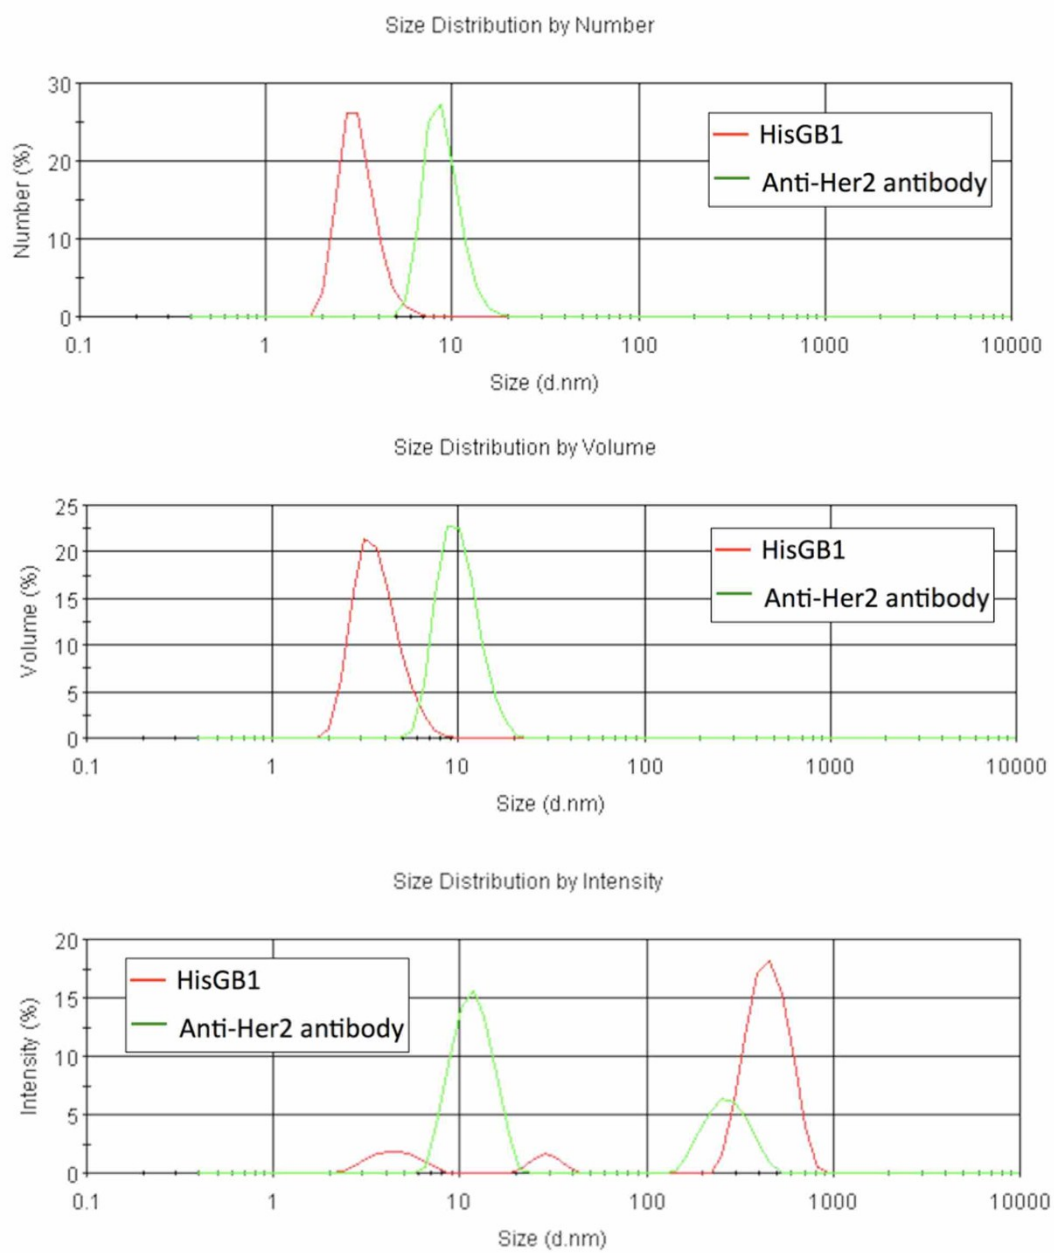 Size Distribution by Number
30
20
10
0
Number (%)
HisGB1
Anti-Her2 antibody
0.1 1 10 100 1000 10000
Size (d.nm)
Size Distribution by Volume
25
20
15
10
5
0
Volume (%)
HisGB1
Anti-Her2 antibody
0.1 1 10 100 1000 10000
Size (d.nm)
Size Distribution by Intensity
20
15
10
5
0
Intensity (%)
HisGB1
Anti-Her2 antibody
0.1 1 10 100 1000 10000
Size (d.nm)